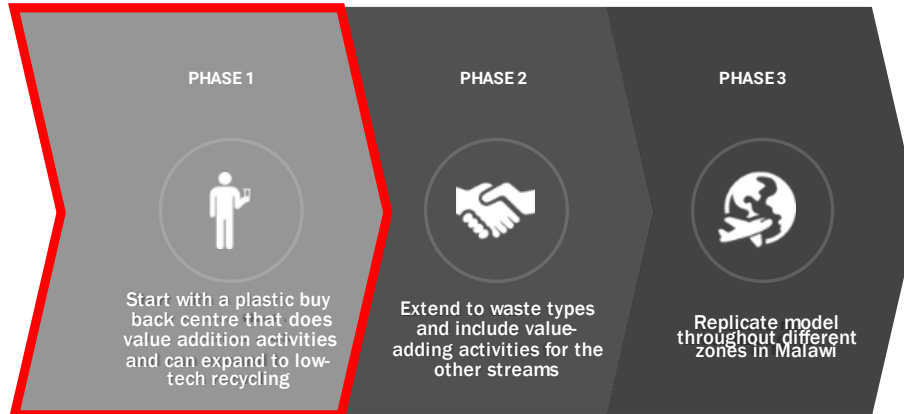 PHASE 1
Start with a plastic buy
back centre that does
value addition activities
and can expand to low-
tech recycling
PHASE 2
Extend to waste types
and include value-
adding activities for the
other streams
PHASE 3
Replicate model
throughout different
zones in Malawi